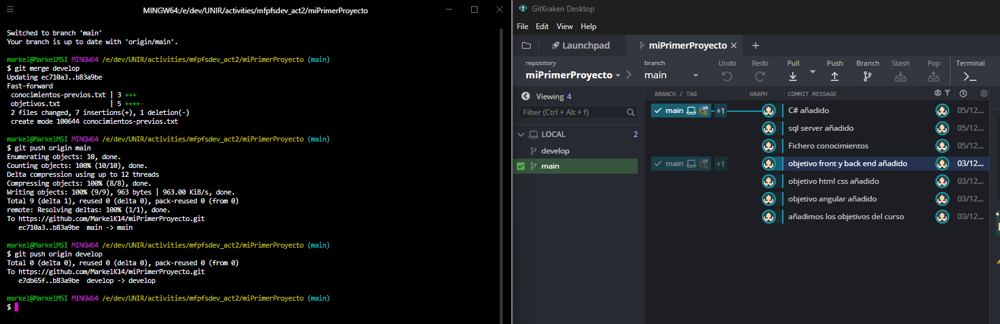 MINGW64:/e/dev/UNIR/activities/mfpfsdev_act2/miPrimerProyecto
Switched to branch 'main'
Your branch is up to date with 'origin/main'.
markel@MarkelMSI MINGW64 /e/dev/UNIR/activities/mfpfsdev_act2/miPrimerProyecto (main)
$ git merge develop
Updating ec710a3..b83a9be
Fast-forward
conocimientos-previos.txt | 3 +++
objetivos.txt | 5 ++++-
2 files changed, 7 insertions(+), 1 deletion(-)
create mode 100644 conocimientos-previos.txt
markel@MarkelMSI MINGW64 /e/dev/UNIR/activities/mfpfsdev_act2/miPrimerProyecto (main)
$ git push origin main
Enumerating objects: 10, done.
Counting objects: 100% (10/10), done.
Delta compression using up to 12 threads
Compressing objects: 100% (8/8), done.
Writing objects: 100% (9/9), 963 bytes | 963.00 KiB/s, done.
Total 9 (delta 1), reused 0 (delta 0), pack-reused 0 (from 0)
remote: Resolving deltas: 100% (1/1), done.
To https://github.com/MarkelK14/miPrimerProyecto.git
ec710a3..b83a9be main -> main
markel@MarkelMSI MINGW64 /e/dev/UNIR/activities/mfpfsdev_act2/miPrimerProyecto (main)
$ git push origin develop
Total 0 (delta 0), reused 0 (delta 0), pack-reused 0 (from 0)
To https://github.com/MarkelK14/miPrimerProyecto.git
e7db65f..b83a9be develop -> develop
markel@MarkelMSI MINGW64 /e/dev/UNIR/activities/mfpfsdev_act2/miPrimerProyecto (main)
$
GitKraken Desktop
File Edit View Help
Launchpad miPrimerProyecto
repository branch Undo Redo Pull Push Branch Stash Pop Terminal
miPrimerProyecto main
Viewing 4
Filter (Ctrl + Alt + f)
LOCAL 2
develop
main
BRANCH / TAG GRAPH COMMIT MESSAGE
main +1 C# añadido 05/12...
sql server añadido 05/12...
Fichero conocimientos 05/12...
main +1 objetivo front y back end añadido 03/12...
objetivo html css añadido 03/12...
objetivo angular añadido 03/12...
añadimos los objetivos del curso 03/12...